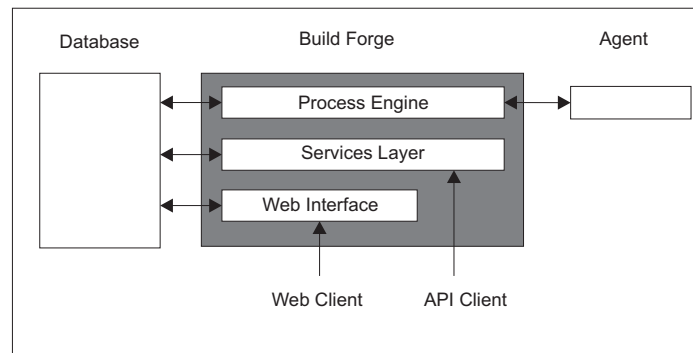 Database
Build Forge
Agent
Process Engine
Services Layer
Web Interface
Web Client
API Client